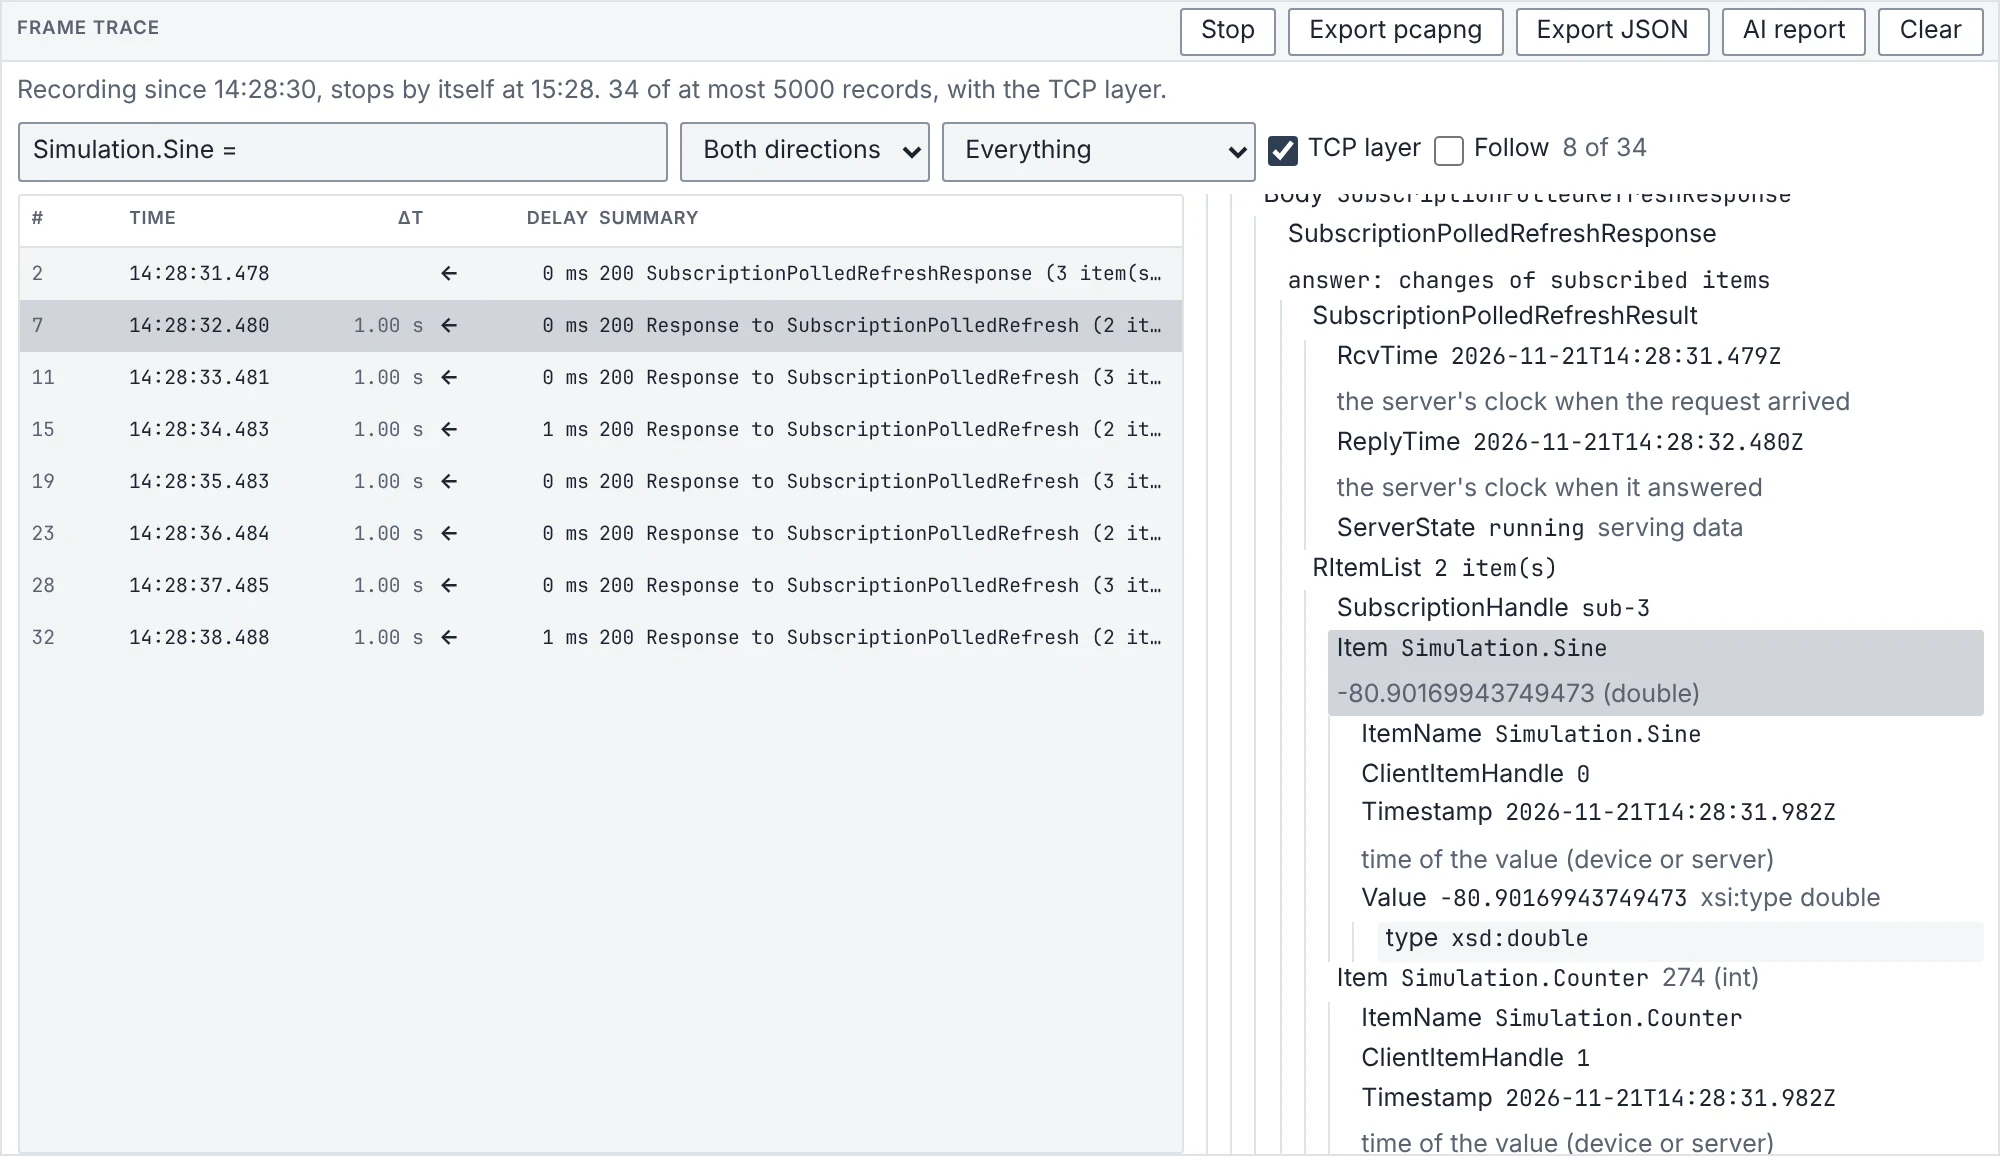 FRAME TRACE
Stop
Export pcapng
Export JSON
AI report
Clear
Recording since 14:28:30, stops by itself at 15:28. 34 of at most 5000 records, with the TCP layer.
Simulation.Sine =
Both directions
Everything
TCP layer
Follow
8 of 34
# TIME ΔT DELAY SUMMARY
2 14:28:31.478 ← 0 ms 200 SubscriptionPolledRefreshResponse (3 item(s…
7 14:28:32.480 1.00 s ← 0 ms 200 Response to SubscriptionPolledRefresh (2 it…
11 14:28:33.481 1.00 s ← 0 ms 200 Response to SubscriptionPolledRefresh (3 it…
15 14:28:34.483 1.00 s ← 1 ms 200 Response to SubscriptionPolledRefresh (2 it…
19 14:28:35.483 1.00 s ← 0 ms 200 Response to SubscriptionPolledRefresh (3 it…
23 14:28:36.484 1.00 s ← 0 ms 200 Response to SubscriptionPolledRefresh (2 it…
28 14:28:37.485 1.00 s ← 0 ms 200 Response to SubscriptionPolledRefresh (3 it…
32 14:28:38.488 1.00 s ← 1 ms 200 Response to SubscriptionPolledRefresh (2 it…
Body SubscriptionPolledRefreshResponse
SubscriptionPolledRefreshResponse
answer: changes of subscribed items
SubscriptionPolledRefreshResult
RcvTime 2026-11-21T14:28:31.479Z
the server's clock when the request arrived
ReplyTime 2026-11-21T14:28:32.480Z
the server's clock when it answered
ServerState running serving data
RItemList 2 item(s)
SubscriptionHandle sub-3
Item Simulation.Sine
-80.90169943749473 (double)
ItemName Simulation.Sine
ClientItemHandle 0
Timestamp 2026-11-21T14:28:31.982Z
time of the value (device or server)
Value -80.90169943749473 xsi:type double
type xsd:double
Item Simulation.Counter 274 (int)
ItemName Simulation.Counter
ClientItemHandle 1
Timestamp 2026-11-21T14:28:31.982Z
time of the value (device or server)